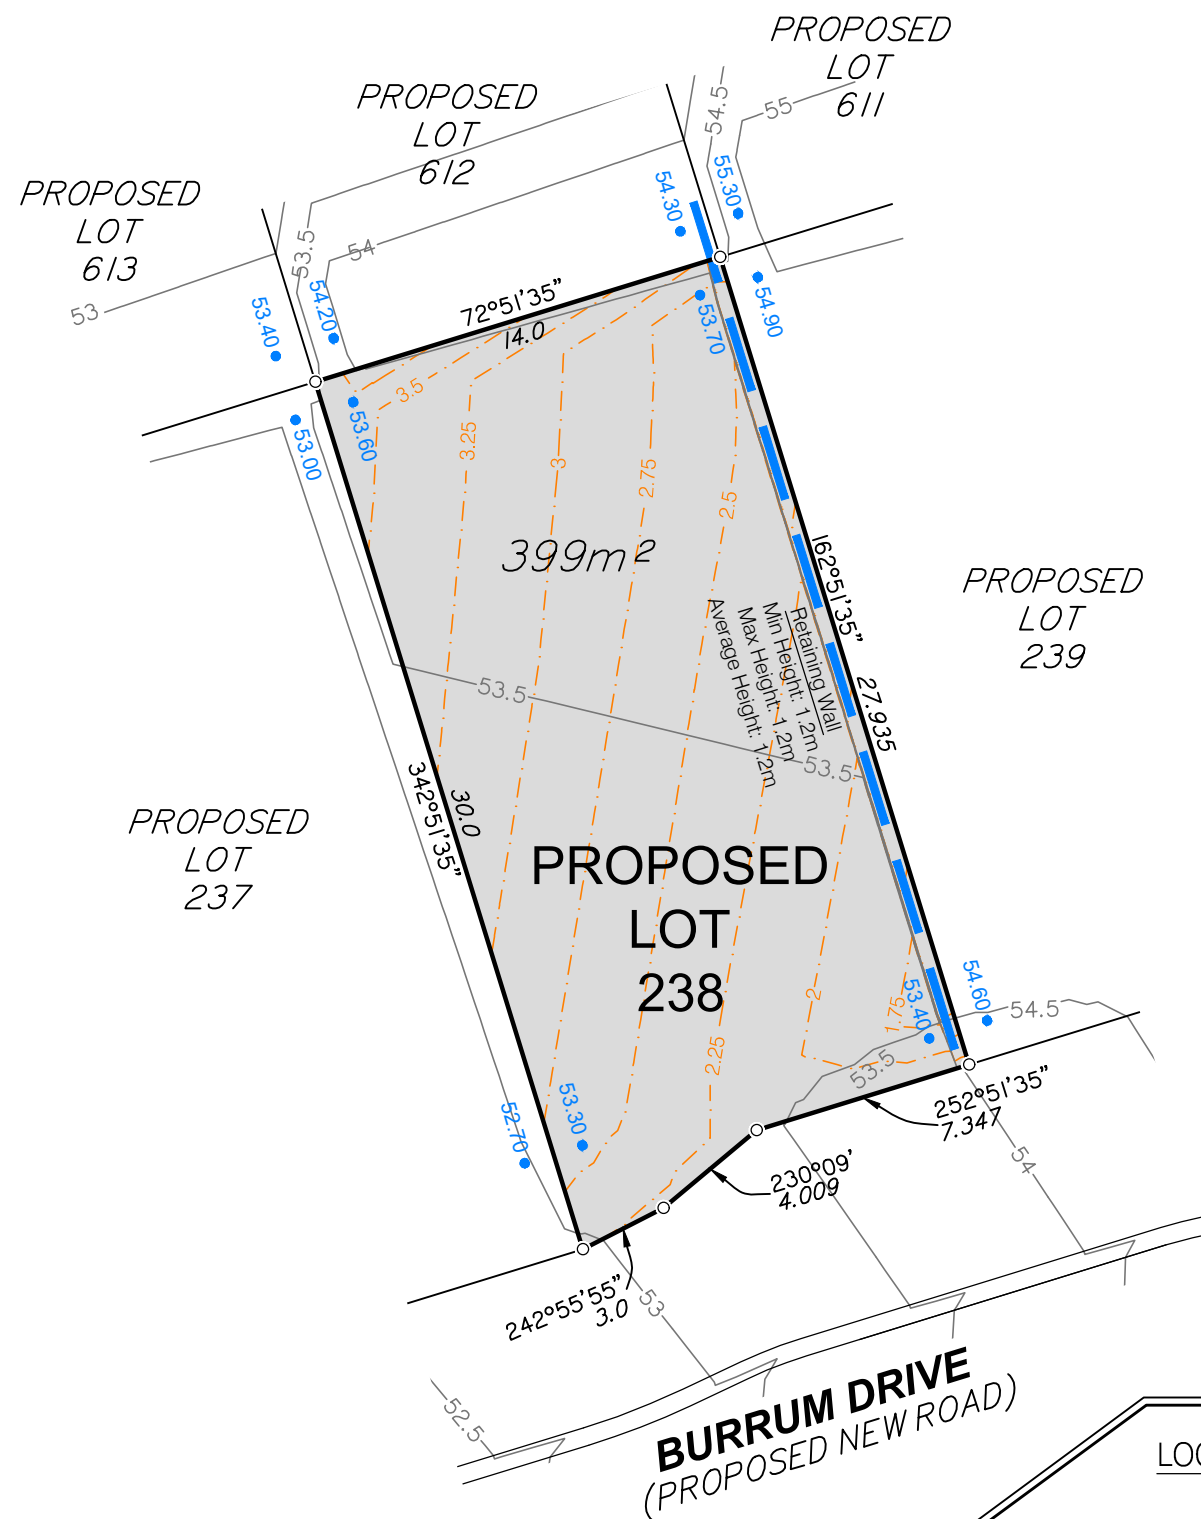 PROPOSED
LOT
611
PROPOSED
LOT
612
PROPOSED
LOT
613
54.5
55
55.30
54.30
53.5
54
53
54.20
53.40
72°51'35"
14.0
54.90
53.70
3.5
53.60
53.00
3.25
3
2.75
2.5
399m²
162°51'35"
27.935
Retaining Wall
Min Height: 1.2m
Max Height: 1.2m
Average Height: 1.2m
PROPOSED
LOT
239
53.5
53.5
342°51'35"
30.0
PROPOSED
LOT
237
PROPOSED
LOT
238
2
1.75
53.40
54.60
54.5
2.25
53.5
53.30
52.70
252°51'35"
7.347
230°09'
4.009
54
242°55'55"
3.0
53
52.5
BURRUM DRIVE
(PROPOSED NEW ROAD)